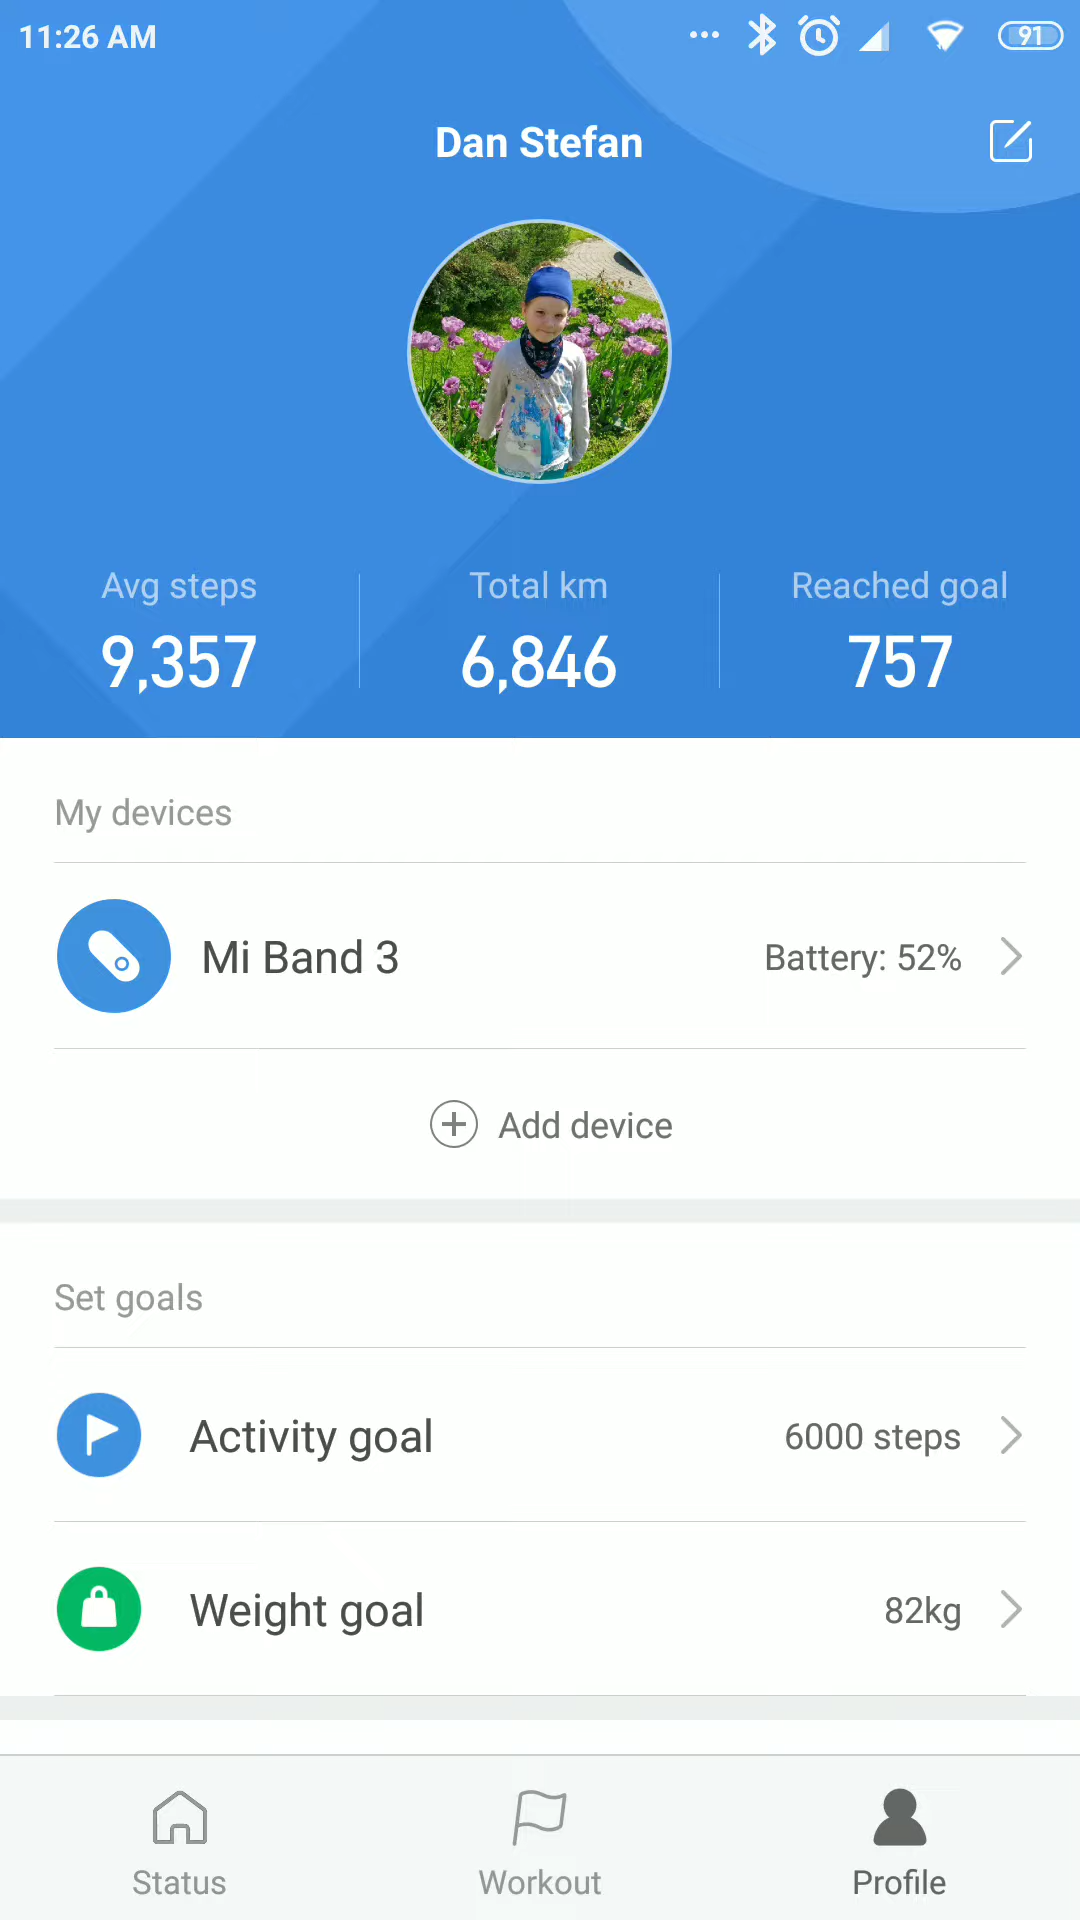 11:26 AM 91
Dan Stefan
Avg steps Total km Reached goal
9,357 6,846 757
My devices
Mi Band 3 Battery: 52%
Add device
Set goals
Activity goal 6000 steps
Weight goal 82kg
Status Workout Profile